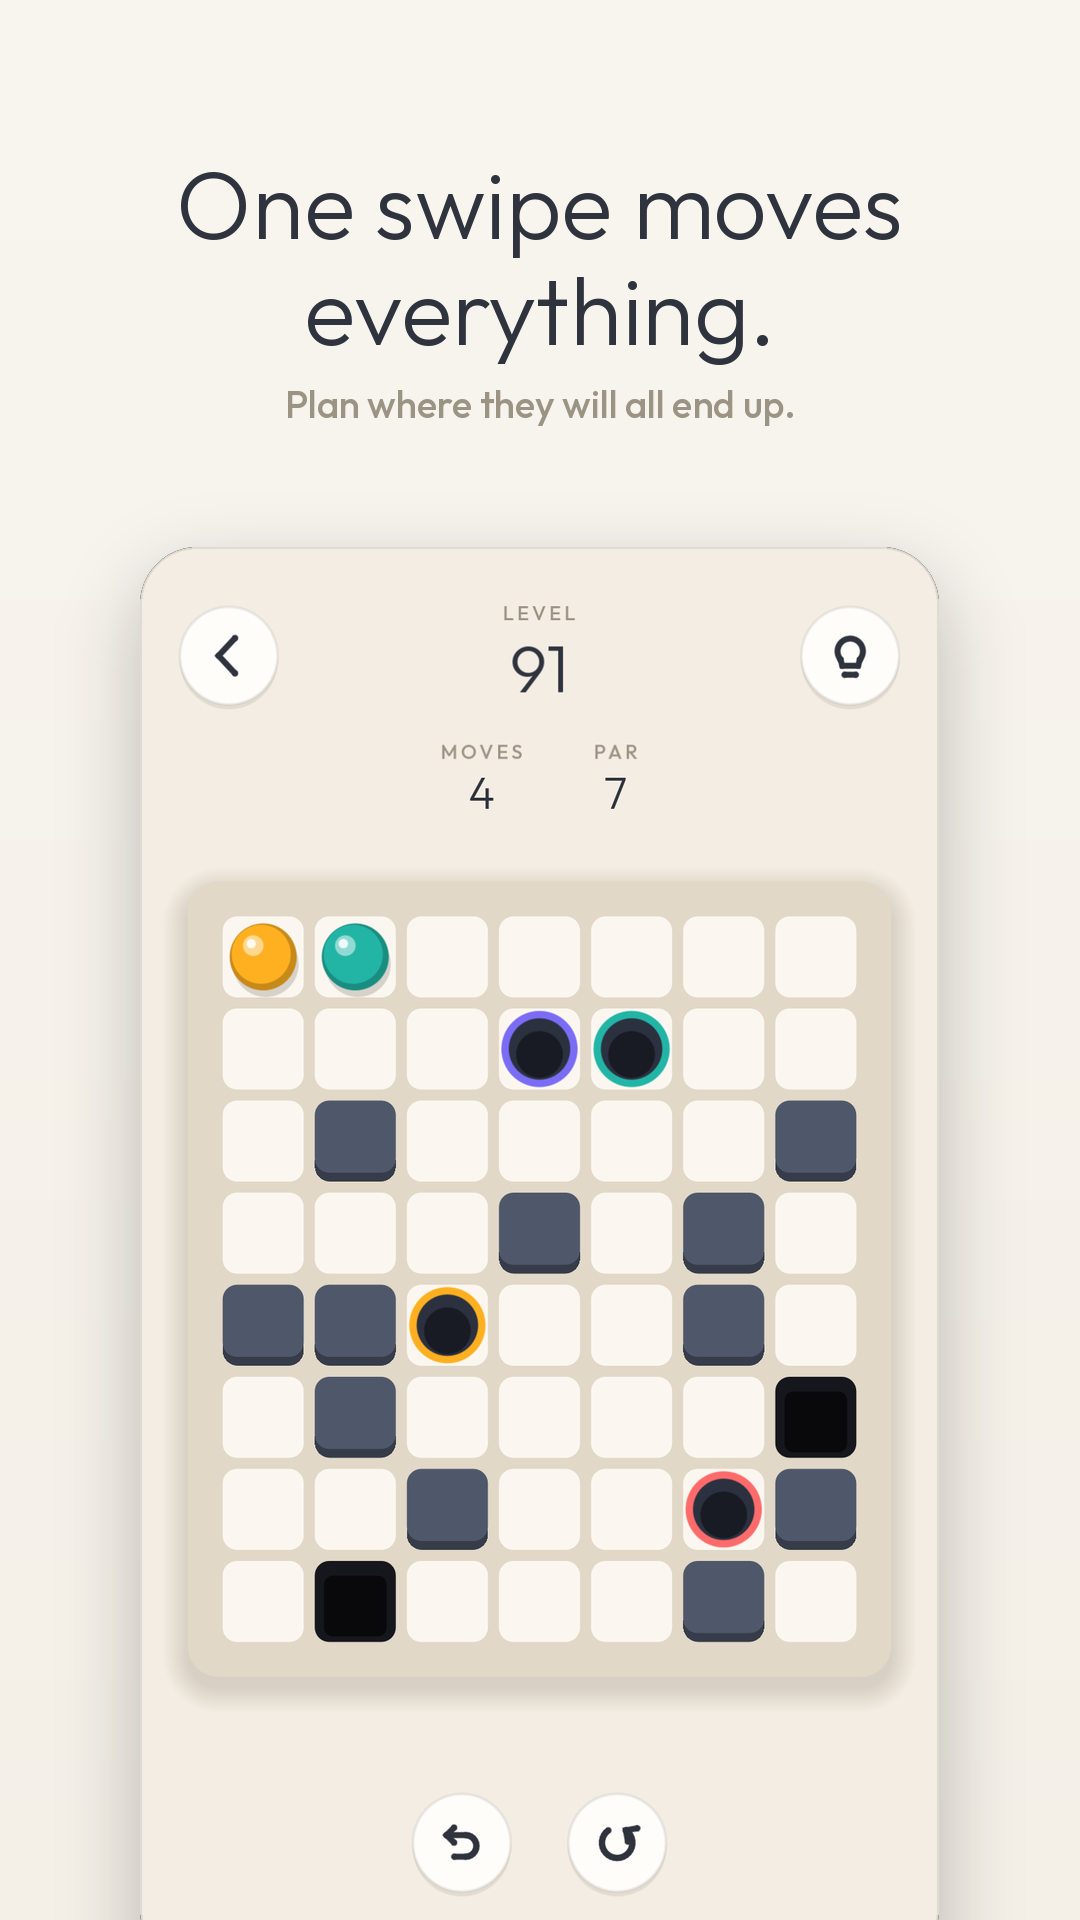 One swipe moves
everything.
Plan where they will all end up.
LEVEL
91
MOVES PAR
4 7